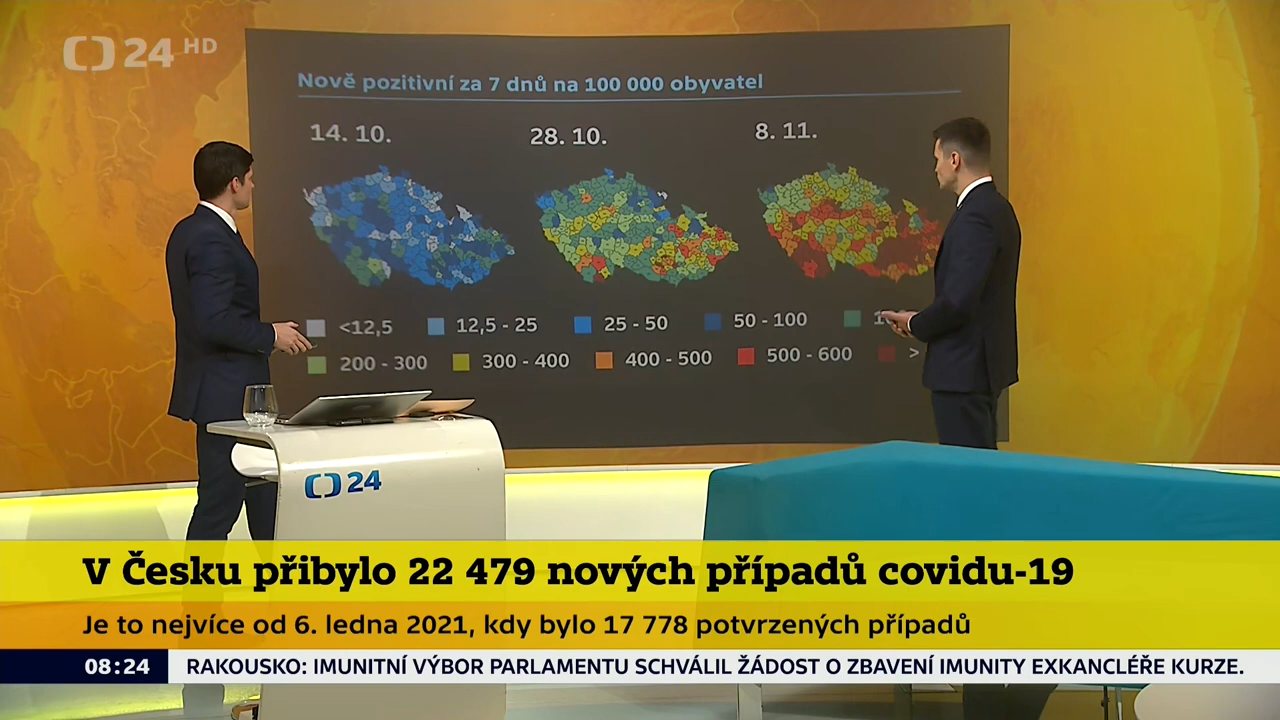 24 HD
Nově pozitivní za 7 dnů na 100 000 obyvatel
14. 10.
28. 10.
8. 11.
<12,5
12,5 - 25
25 - 50
50 - 100
200 - 300
300 - 400
400 - 500
500 - 600
>
24
V Česku přibylo 22 479 nových případů covidu-19
Je to nejvíce od 6. ledna 2021, kdy bylo 17 778 potvrzených případů
08:24
RAKOUSKO: IMUNITNÍ VÝBOR PARLAMENTU SCHVÁLIL ŽÁDOST O ZBAVENÍ IMUNITY EXKANCLÉŘE KURZE.